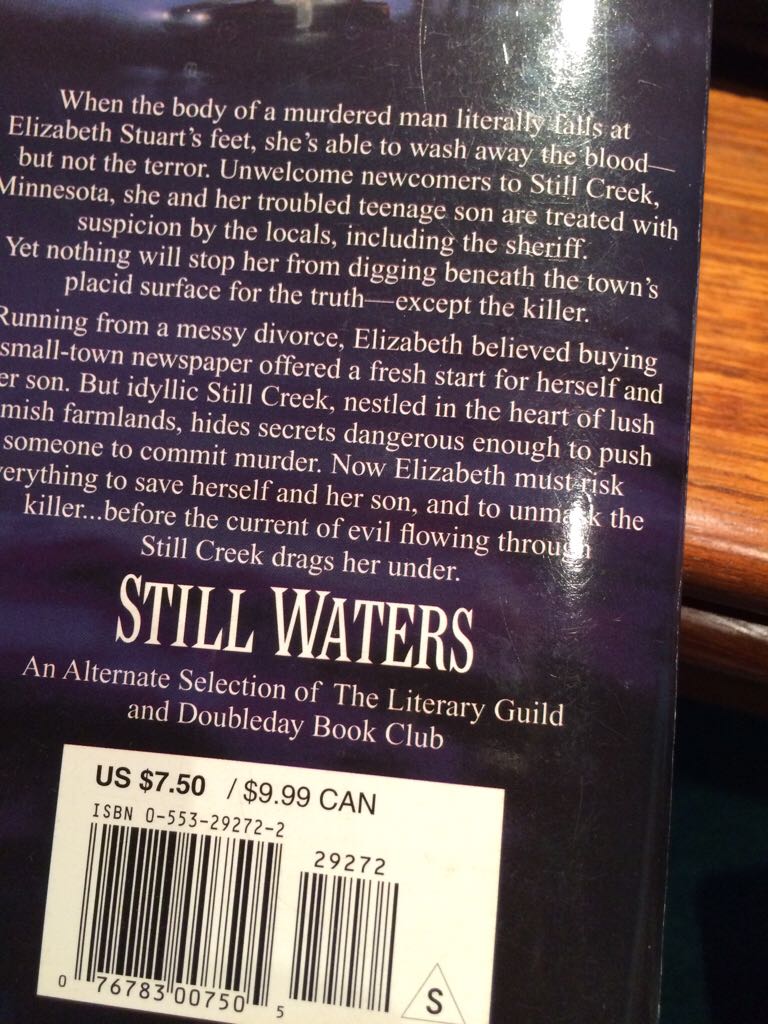 When the body of a murdered man literally falls at
Elizabeth Stuart's feet, she's able to wash away the blood—
but not the terror. Unwelcome newcomers to Still Creek,
Minnesota, she and her troubled teenage son are treated with
suspicion by the locals, including the sheriff.
Yet nothing will stop her from digging beneath the town's
placid surface for the truth—except the killer.
Running from a messy divorce, Elizabeth believed buying
small-town newspaper offered a fresh start for herself and
er son. But idyllic Still Creek, nestled in the heart of lush
mish farmlands, hides secrets dangerous enough to push
someone to commit murder. Now Elizabeth must risk
verything to save herself and her son, and to unmask the
killer...before the current of evil flowing through
Still Creek drags her under.
STILL WATERS
An Alternate Selection of The Literary Guild
and Doubleday Book Club
US $7.50 / $9.99 CAN
ISBN 0-553-29272-2
29272
0 76783 00750 5
S